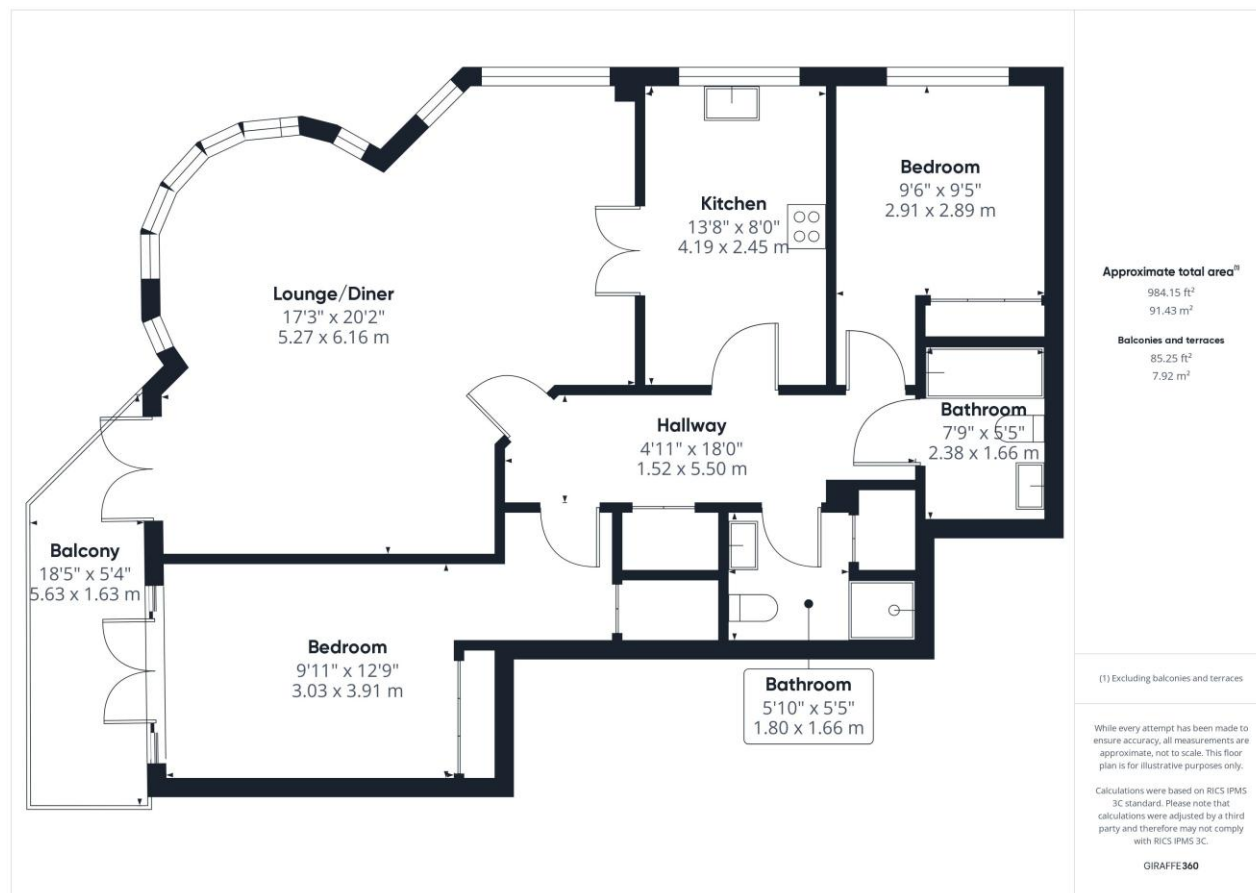 Lounge/Diner
17'3" x 20'2"
5.27 x 6.16 m
Kitchen
13'8" x 8'0"
4.19 x 2.45 m
Bedroom
9'6" x 9'5"
2.91 x 2.89 m
Hallway
4'11" x 18'0"
1.52 x 5.50 m
Bathroom
7'9" x 5'5"
2.38 x 1.66 m
Balcony
18'5" x 5'4"
5.63 x 1.63 m
Bedroom
9'11" x 12'9"
3.03 x 3.91 m
Bathroom
5'10" x 5'5"
1.80 x 1.66 m
Approximate total area⁽¹⁾
984.15 ft²
91.43 m²
Balconies and terraces
85.25 ft²
7.92 m²
(1) Excluding balconies and terraces
While every attempt has been made to
ensure accuracy, all measurements are
approximate, not to scale. This floor
plan is for illustrative purposes only.
Calculations were based on RICS IPMS
3C standard. Please note that
calculations were adjusted by a third
party and therefore may not comply
with RICS IPMS 3C.
GIRAFFE360